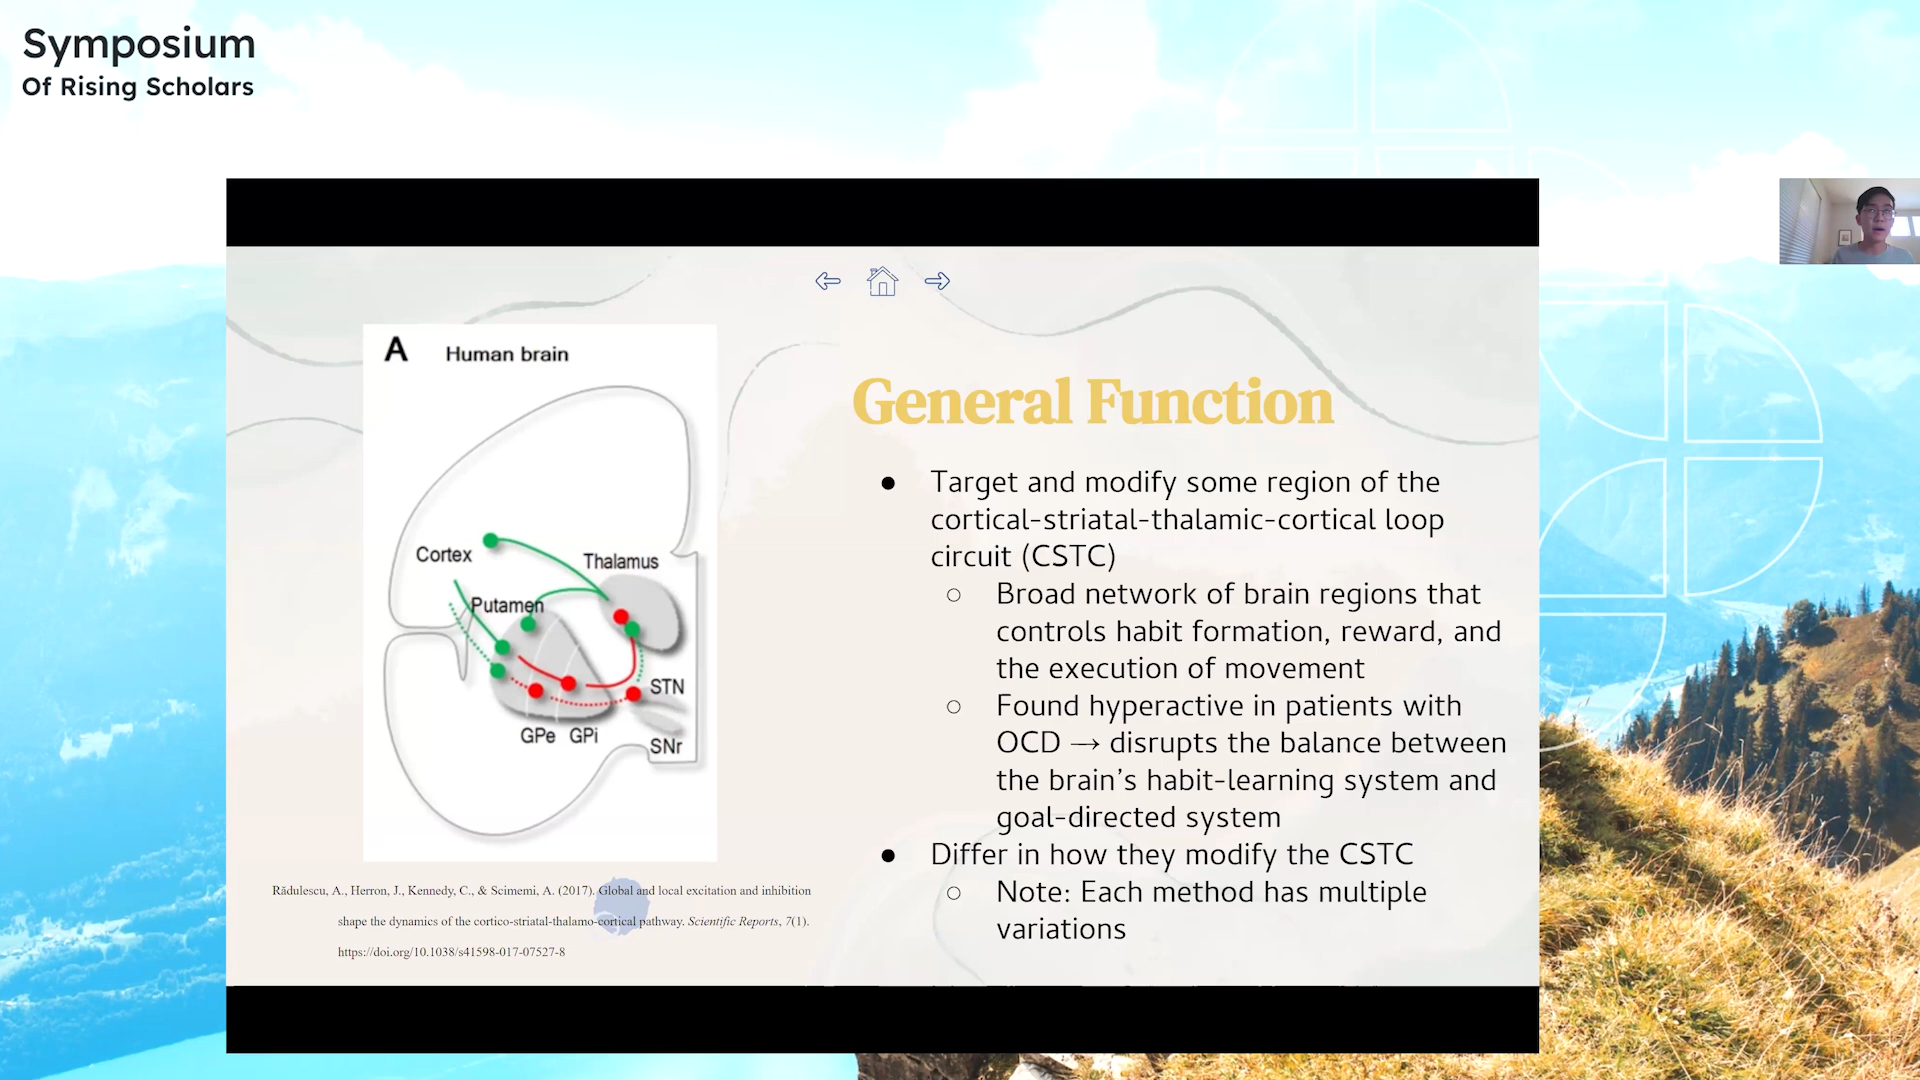 Symposium
Of Rising Scholars
A Human brain
Cortex
Thalamus
Putamen
STN
GPe GPi
SNr
Rădulescu, A., Herron, J., Kennedy, C., & Scimemi, A. (2017). Global and local excitation and inhibition
shape the dynamics of the cortico-striatal-thalamo-cortical pathway. Scientific Reports, 7(1).
https://doi.org/10.1038/s41598-017-07527-8
General Function
● Target and modify some region of the
cortical-striatal-thalamic-cortical loop
circuit (CSTC)
○ Broad network of brain regions that
controls habit formation, reward, and
the execution of movement
○ Found hyperactive in patients with
OCD → disrupts the balance between
the brain’s habit-learning system and
goal-directed system
● Differ in how they modify the CSTC
○ Note: Each method has multiple
variations